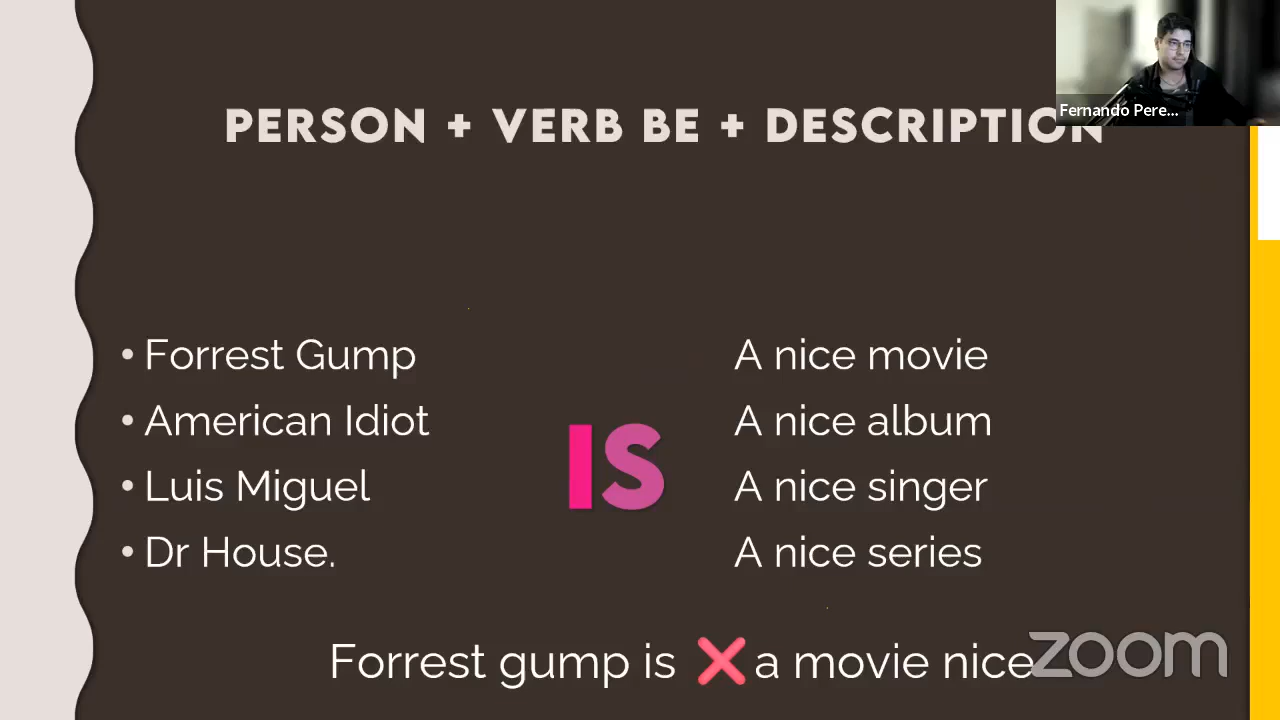 Fernando Pere...
PERSON + VERB BE + DESCRIPTION
• Forrest Gump A nice movie
• American Idiot A nice album
IS
• Luis Miguel A nice singer
• Dr House. A nice series
Forrest gump is ❌ a movie nice
zoom